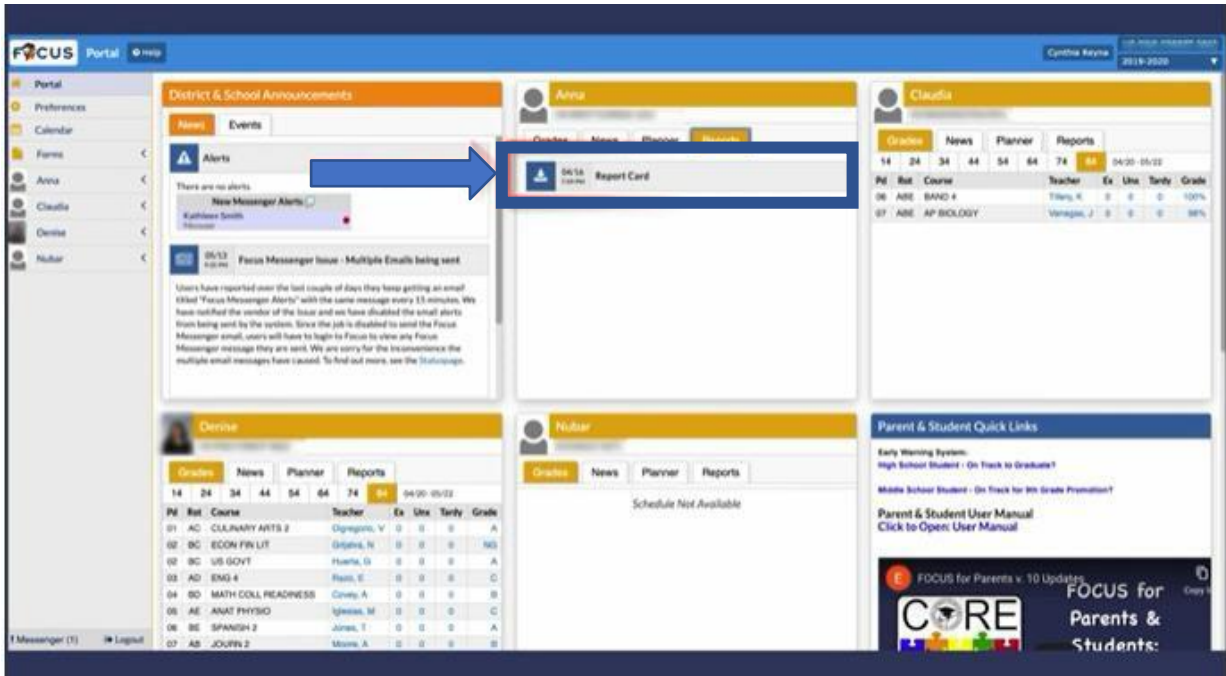 FOCUS Portal Help
Cynthia Reyna
2019-2020
Portal
Preferences
Calendar
Forms
Anna
Claudia
Denise
Nubar
Messenger (1) Logout
District & School Announcements
News Events
Alerts
There are no alerts.
New Messenger Alerts
Kathleen Smith
Messenger
05/13 Focus Messenger Issue - Multiple Emails being sent
Users have reported over the last couple of days they keep getting an email
titled "Focus Messenger Alerts" with the same message every 15 minutes. We
have notified the vendor of the issue and we have disabled the email alerts
from being sent by the system. Since the job is disabled to send the Focus
Messenger email, users will have to login to Focus to view any Focus
Messenger message they are sent. We are sorry for the inconvenience the
multiple email messages have caused. To find out more, see the Statuspage.
Anna
Grades News Planner Reports
04/16 Report Card
Claudia
Grades News Planner Reports
14 24 34 44 54 64 74 84 04/20 - 05/22
Pd Rot Course Teacher Ex Unx Tardy Grade
06 ABE BAND 4 Tillery, K 0 0 0 100%
07 ABE AP BIOLOGY Vanegas, J 0 0 0 98%
Denise
Grades News Planner Reports
14 24 34 44 54 64 74 84 04/20 - 05/22
Pd Rot Course Teacher Ex Unx Tardy Grade
01 AC CULINARY ARTS 2 0 0 0 A
02 BC ECON FIN LIT 0 0 0 NG
02 BC US GOVT Huerta, G 0 0 0 A
03 AD ENG 4 0 0 0 C
04 BD MATH COLL READINESS Covey, A 0 0 0 B
05 AE ANAT PHYSIO Iglesias, M 0 0 0 C
06 BE SPANISH 2 Jones, T 0 0 0 A
07 AB JOURN 2 Moore, A 0 0 0 B
Nubar
Grades News Planner Reports
Schedule Not Available
Parent & Student Quick Links
Early Warning System:
High School Student - On Track to Graduate?
Middle School Student - On Track for 9th Grade Promotion?
Parent & Student User Manual
Click to Open: User Manual
E FOCUS for Parents v. 10 Updates
CORE
FOCUS for
Parents &
Students: